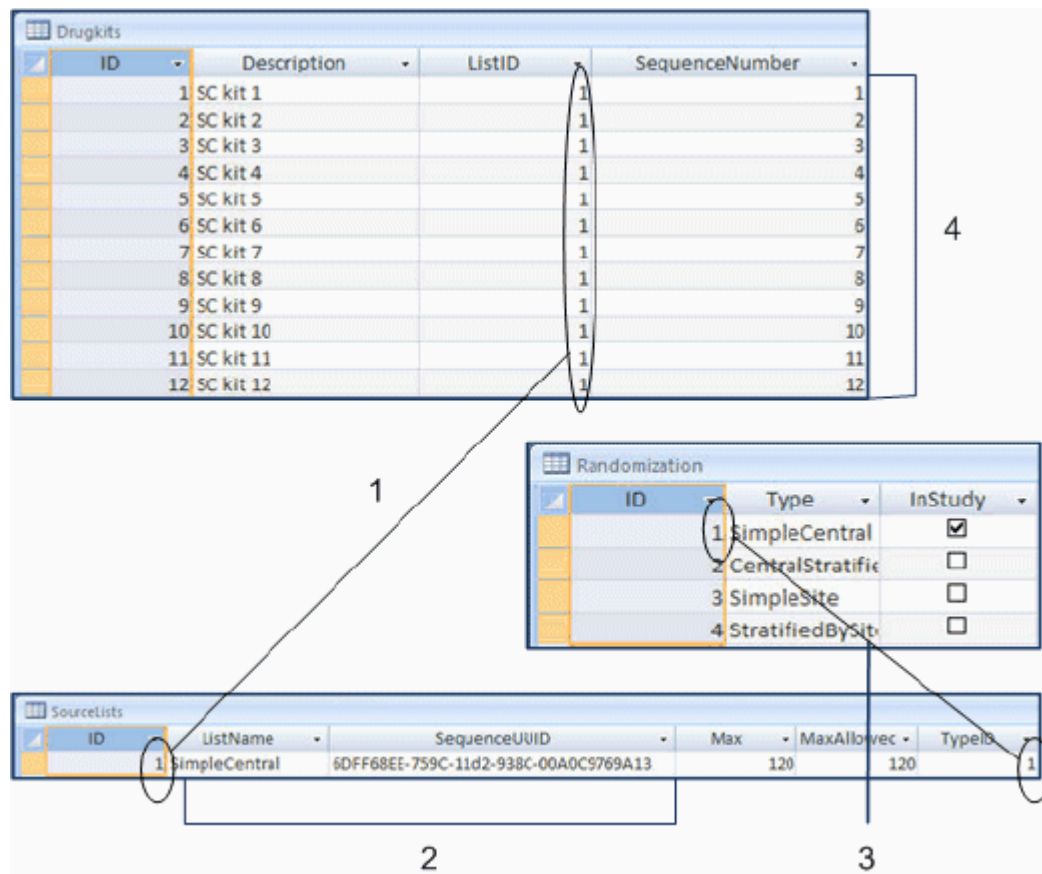 Drugkits
ID Description ListID SequenceNumber
1 SC kit 1 1 1
2 SC kit 2 1 2
3 SC kit 3 1 3
4 SC kit 4 1 4
5 SC kit 5 1 5
6 SC kit 6 1 6
7 SC kit 7 1 7
8 SC kit 8 1 8
9 SC kit 9 1 9
10 SC kit 10 1 10
11 SC kit 11 1 11
12 SC kit 12 1 12
4
1
Randomization
ID Type InStudy
1 SimpleCentral
2 CentralStratifie
3 SimpleSite
4 StratifiedBySit
SourceLists
ID ListName SequenceUUID Max MaxAllowec TypeID
1 SimpleCentral 6DFF68EE-759C-11d2-938C-00A0C9769A13 120 120 1
2 3